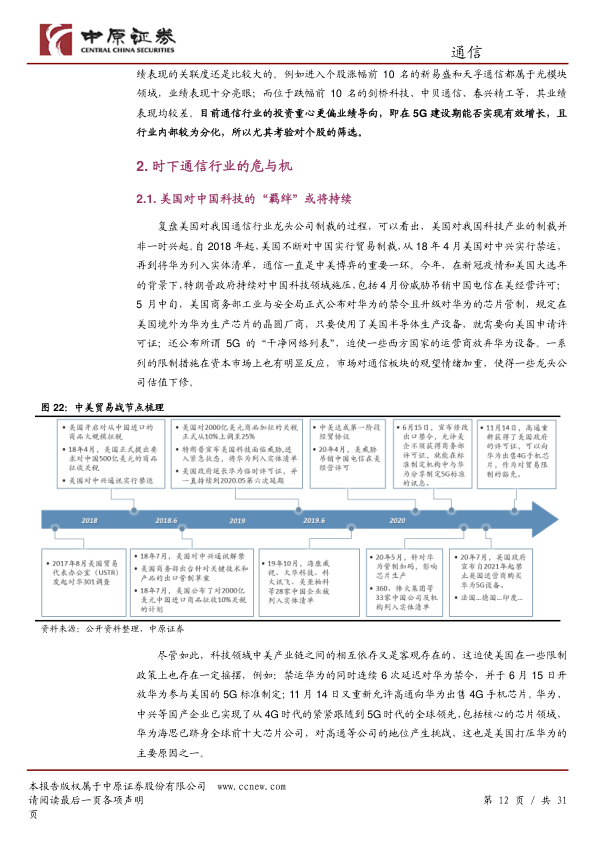 中原证券
CENTRAL CHINA SECURITIES
通信
绩表现的关联度还是比较大的。例如进入个股涨幅前 10 名的新易盛和天孚通信都属于光模块
领域，业绩表现十分亮眼；而位于跌幅前 10 名的剑桥科技、中贝通信、春兴精工等，其业绩
表现均较差。目前通信行业的投资重心更偏业绩导向，即在 5G 建设期能否实现有效增长，且
行业内部较为分化，所以尤其考验对个股的筛选。
2. 时下通信行业的危与机
2.1. 美国对中国科技的“羁绊”或将持续
复盘美国对我国通信行业龙头公司制裁的过程，可以看出，美国对我国科技产业的制裁并
非一时兴起。自 2018 年起，美国不断对中国实行贸易制裁，从 18 年 4 月美国对中兴实行禁运，
再到将华为列入实体清单，通信一直是中美博弈的重要一环。今年，在新冠疫情和美国大选年
的背景下，特朗普政府持续对中国科技领域施压，包括 4 月份威胁吊销中国电信在美经营许可；
5 月中旬，美国商务部工业与安全局正式公布对华为的禁令且升级对华为的芯片管制，规定在
美国境外为华为生产芯片的晶圆厂商，只要使用了美国半导体生产设备，就需要向美国申请许
可证；还公布所谓 5G 的“干净网络列表”，迫使一些西方国家的运营商放弃华为设备。一系
列的限制措施在资本市场上也有明显反应，市场对通信板块的观望情绪加重，使得一些龙头公
司估值下修。
图 22：中美贸易战节点梳理
• 美国开启对从中国进口的
商品大规模征税
• 18年4月，美国正式提出要
求对中国500亿美元的商品
征收关税
• 美国对中兴通讯实行禁运
• 美国对2000亿美元商品加征的关税
正式从10%上调至25%
• 特朗普宣布美国科技面临威胁,进
入紧急状态，将华为列入实体清单
• 美国政府延长华为临时许可证，并
一直持续到2020.05第六次延期
• 中美达成第一阶段
经贸协议
• 20年4月，美威胁
吊销中国电信在美
经营许可
• 6月15日，宣布修改
出口禁令，允许美
企不须获得商务部
许可证，就能在标
准制定机构中与华
为分享制定5G标准
的讯息。
• 11月14日，高通重
新获得了美国政府
的许可证，可以向
华为出售4G手机芯
片，作为对贸易限
制的豁免。
2018
2018.6
2019
2019.6
2020
• 2017年8月美国贸易
代表办公室（USTR）
发起对华301调查
• 18年7月，美国对中兴通讯解禁
• 美国商务部出台针对关键技术和
产品的出口管制草案
• 18年7月，美国公布了对2000亿
美元中国进口商品征收10%关税
的计划
• 19年10月，海康威
视、大华科技、科
大讯飞、美亚柏科
等28家中国企业被
列入实体清单
• 20年5月，针对华
为管制加码，影响
芯片生产
• 360、烽火集团等
33家中国公司及机
构列入实体清单
• 20年7月，英国政府
宣布自2021年起禁
止英国运营商购买
华为5G设备。
• 法国…德国…印度…
资料来源：公开资料整理，中原证券
尽管如此，科技领域中美产业链之间的相互依存又是客观存在的，这迫使美国在一些限制
政策上也存在一定摇摆，例如：禁运华为的同时连续 6 次延迟对华为禁令，并于 6 月 15 日开
放华为参与美国的 5G 标准制定；11 月 14 日又重新允许高通向华为出售 4G 手机芯片。华为、
中兴等国产企业已实现了从 4G 时代的紧紧跟随到 5G 时代的全球领先，包括核心的芯片领域，
华为海思已跻身全球前十大芯片公司，对高通等公司的地位产生挑战，这也是美国打压华为的
主要原因之一。
本报告版权属于中原证券股份有限公司 www.ccnew.com
请阅读最后一页各项声明
第 12 页 / 共 31
页